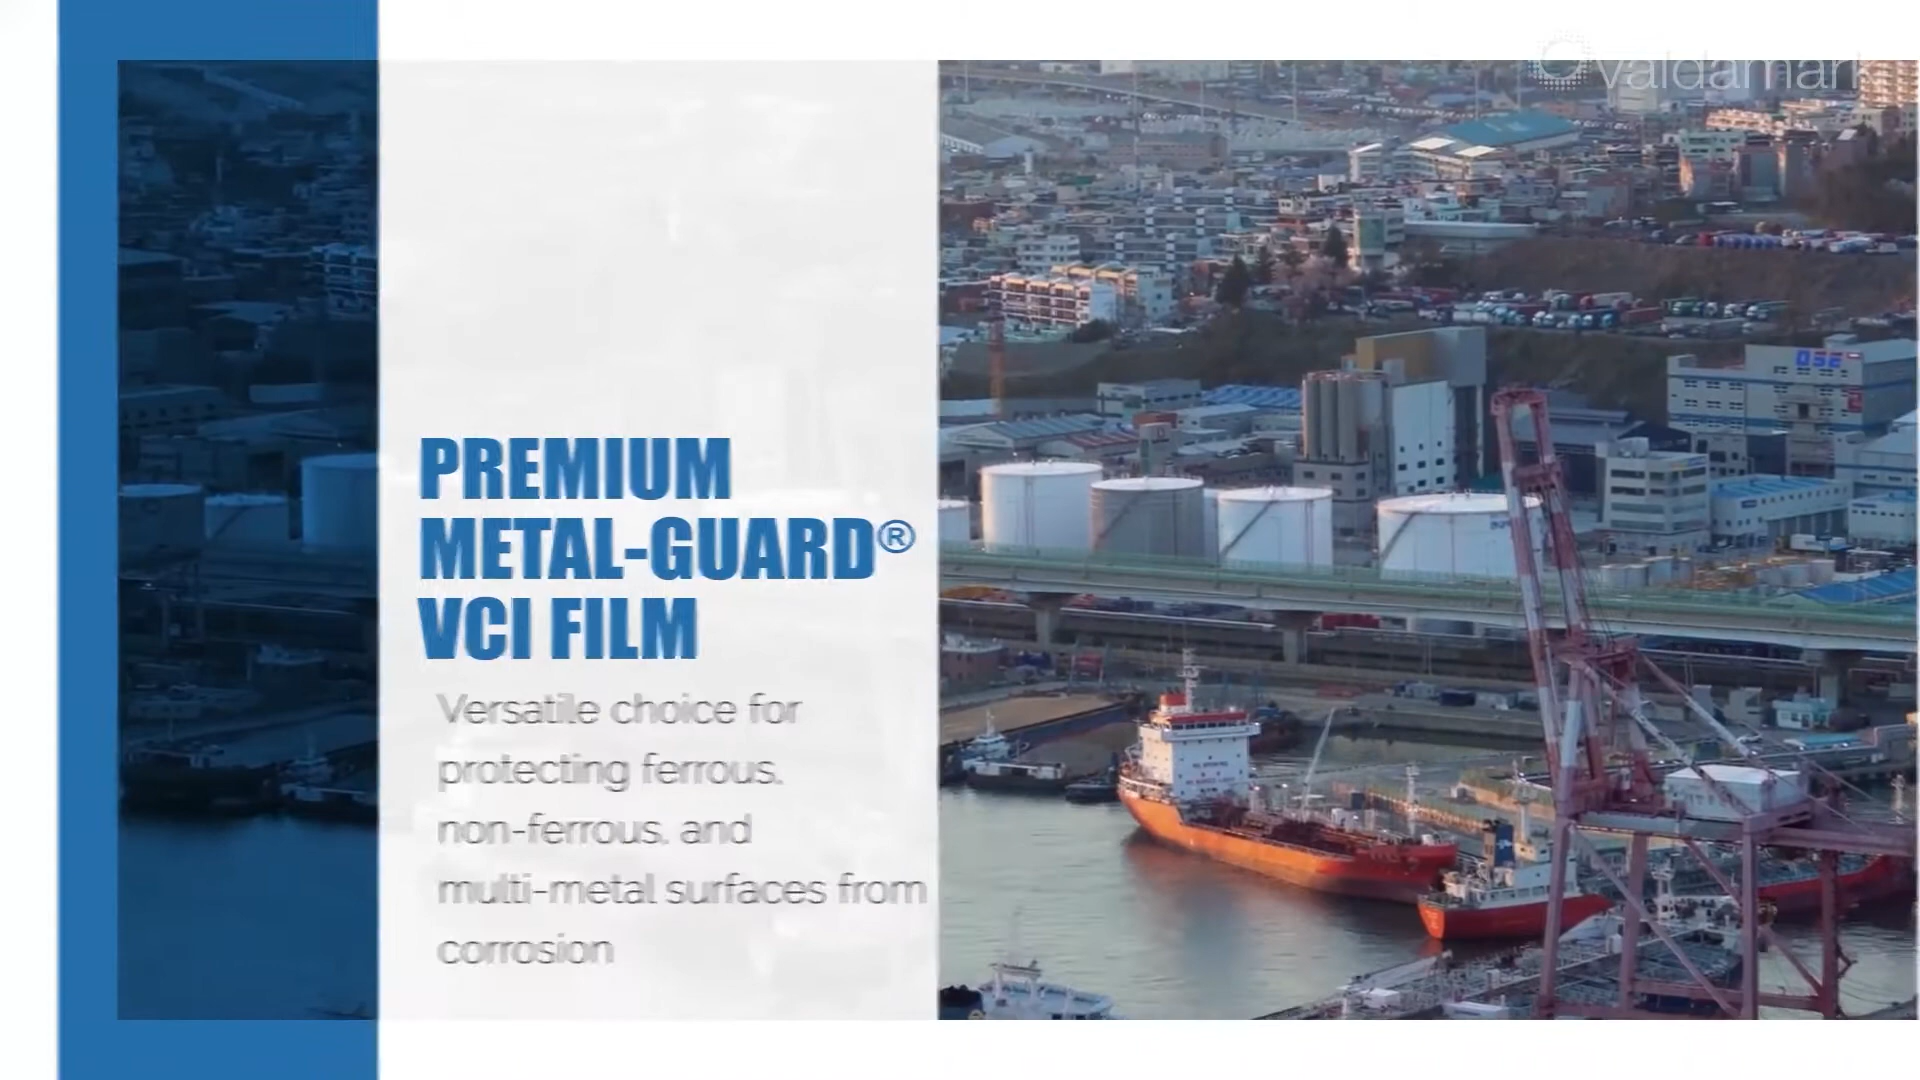 valdamark
PREMIUM
METAL-GUARD®
VCI FILM
Versatile choice for
protecting ferrous,
non-ferrous, and
multi-metal surfaces from
corrosion